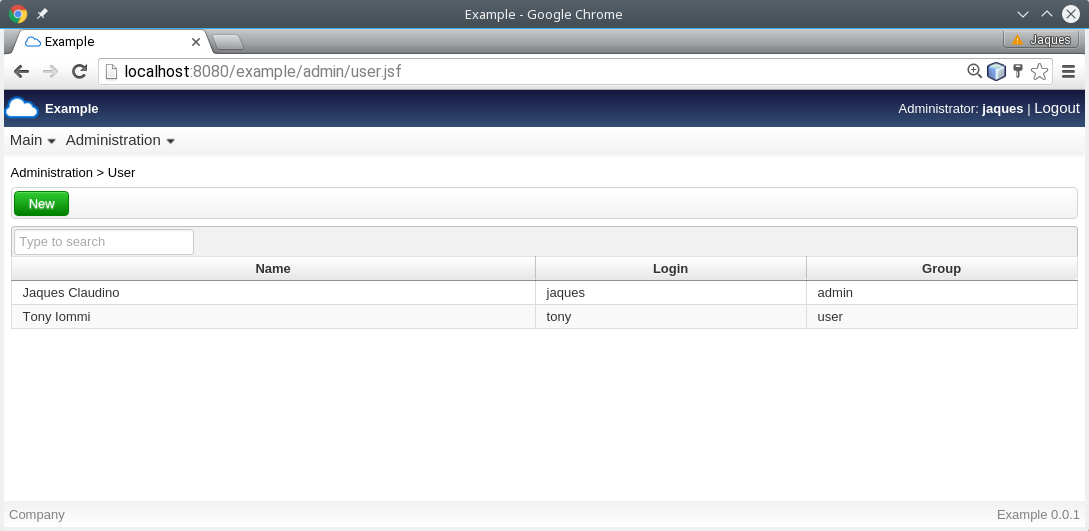 Example - Google Chrome
Example
Jaques
localhost:8080/example/admin/user.jsf
Example
Administrator: jaques | Logout
Main Administration
Administration > User
New
Type to search
Name Login Group
Jaques Claudino jaques admin
Tony Iommi tony user
Company Example 0.0.1